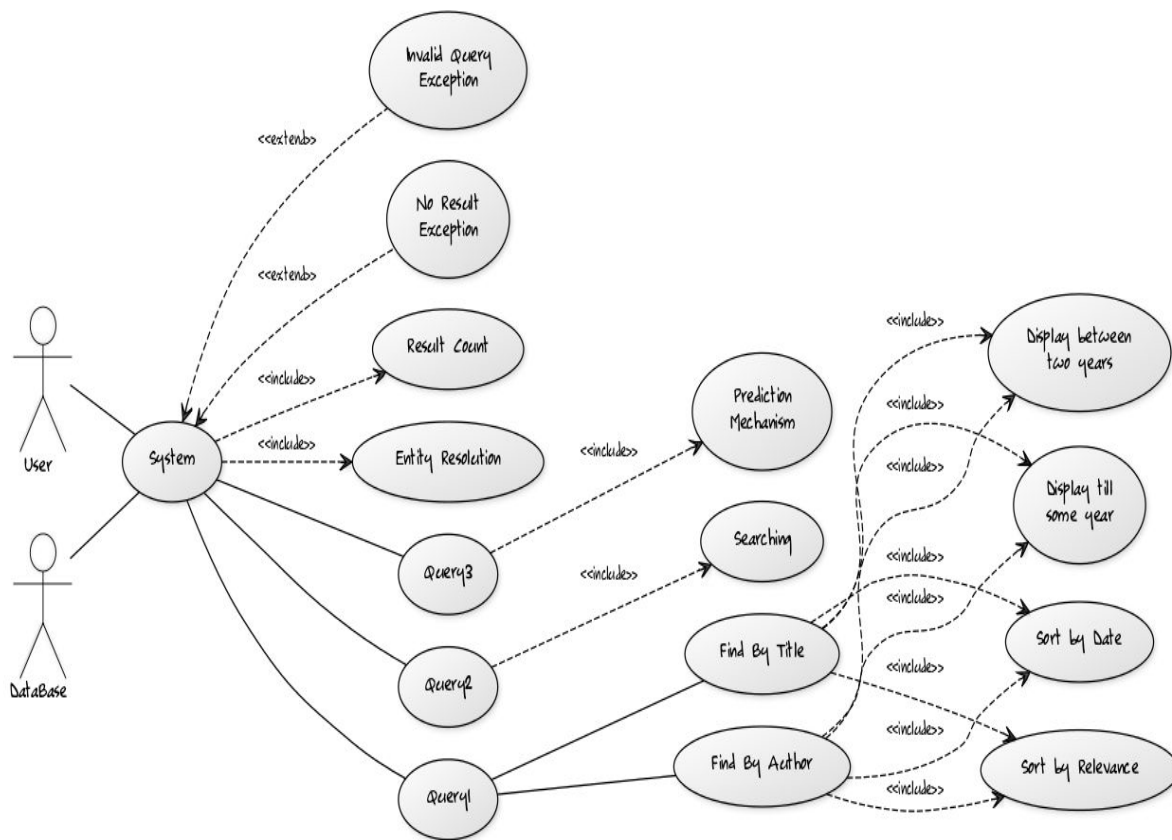 Invalid Query
Exception
<<extend>>
No Result
Exception
<<extend>>
Result Count
<<include>>
Entity Resolution
<<include>>
User
System
DataBase
Query3
Query2
Query1
<<include>>
<<include>>
Prediction
Mechanism
Searching
Find By Title
Find By Author
<<include>>
<<include>>
<<include>>
<<include>>
<<include>>
<<include>>
<<include>>
<<include>>
Display between
two years
Display till
some year
Sort by Date
Sort by Relevance